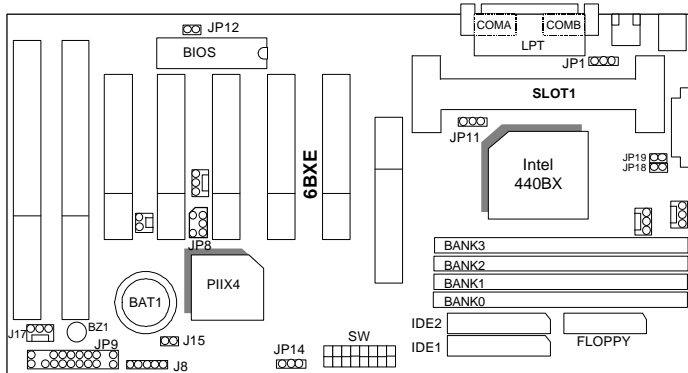 COMA
COMB
LPT
JP12
BIOS
JP1
SLOT1
JP11
Intel
440BX
JP19
JP18
6BXE
JP8
BANK3
BANK2
BANK1
BANK0
PIIX4
BAT1
J17
BZ1
JP9
J15
J8
JP14
SW
IDE2
IDE1
FLOPPY